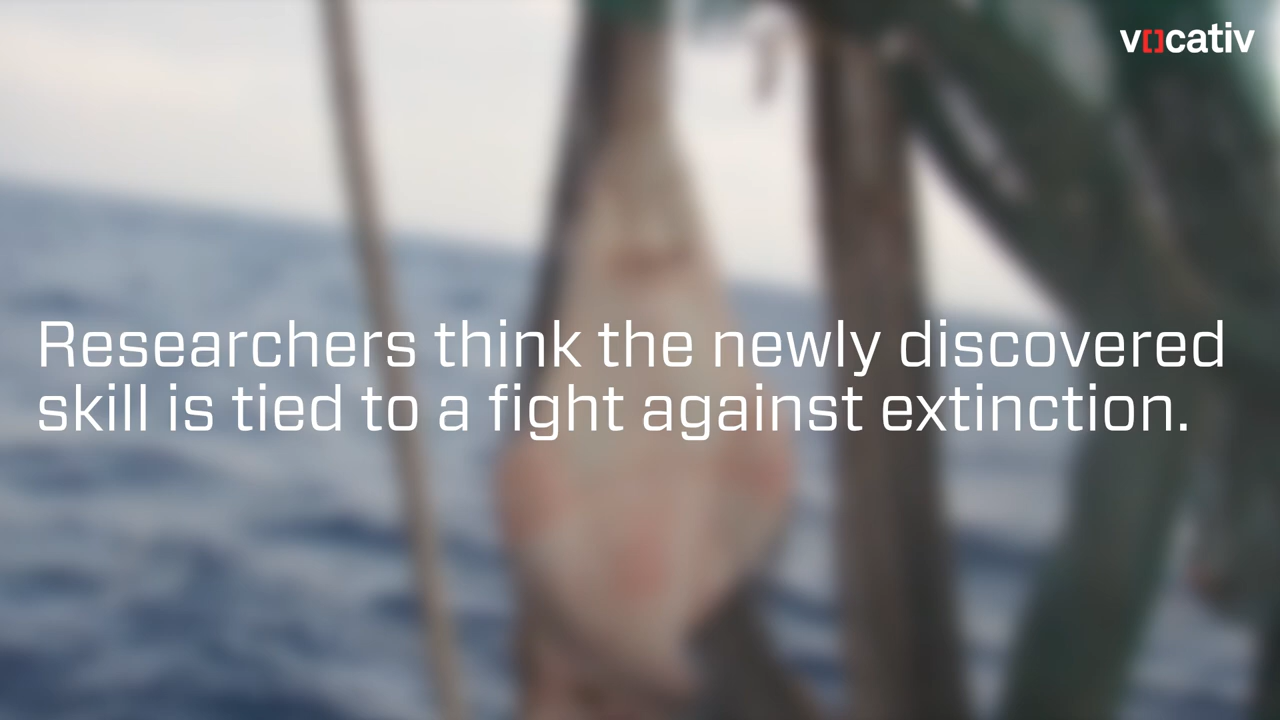 vocativ
Researchers think the newly discovered
skill is tied to a fight against extinction.